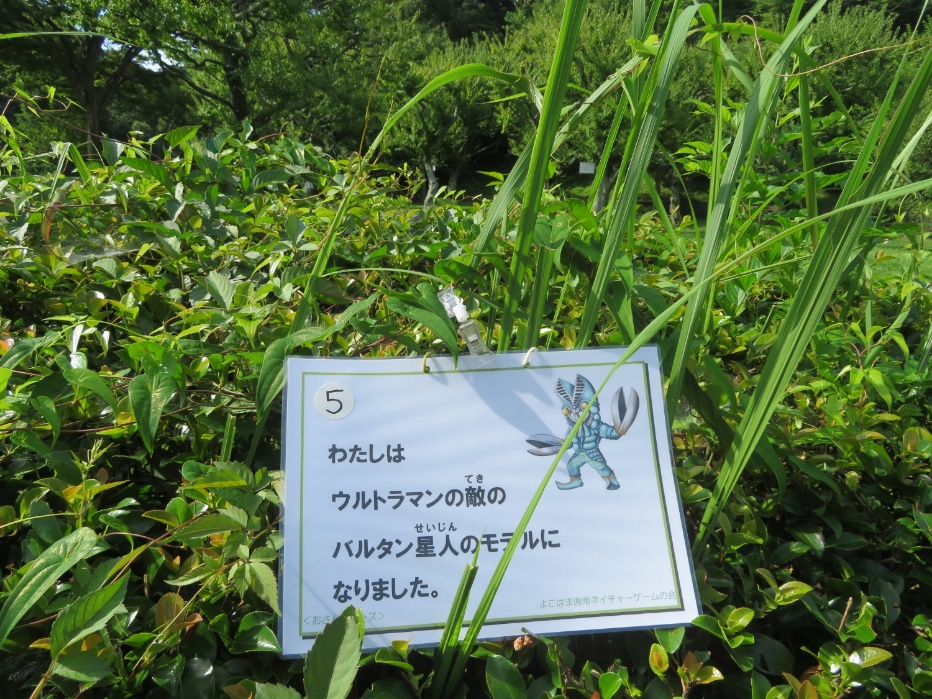 5
わたしは
てき
ウルトラマンの敵の
せいじん
バルタン星人のモデルに
なりました。
よこはま湘南ネイチャーゲームの会